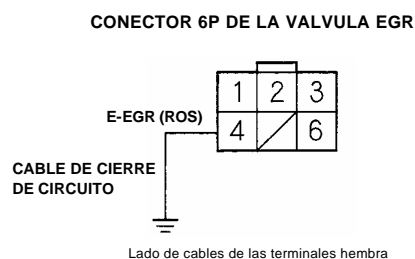 CONECTOR 6P DE LA VALVULA EGR
1 2 3
E-EGR (ROS)
4 6
CABLE DE CIERRE
DE CIRCUITO
Lado de cables de las terminales hembra